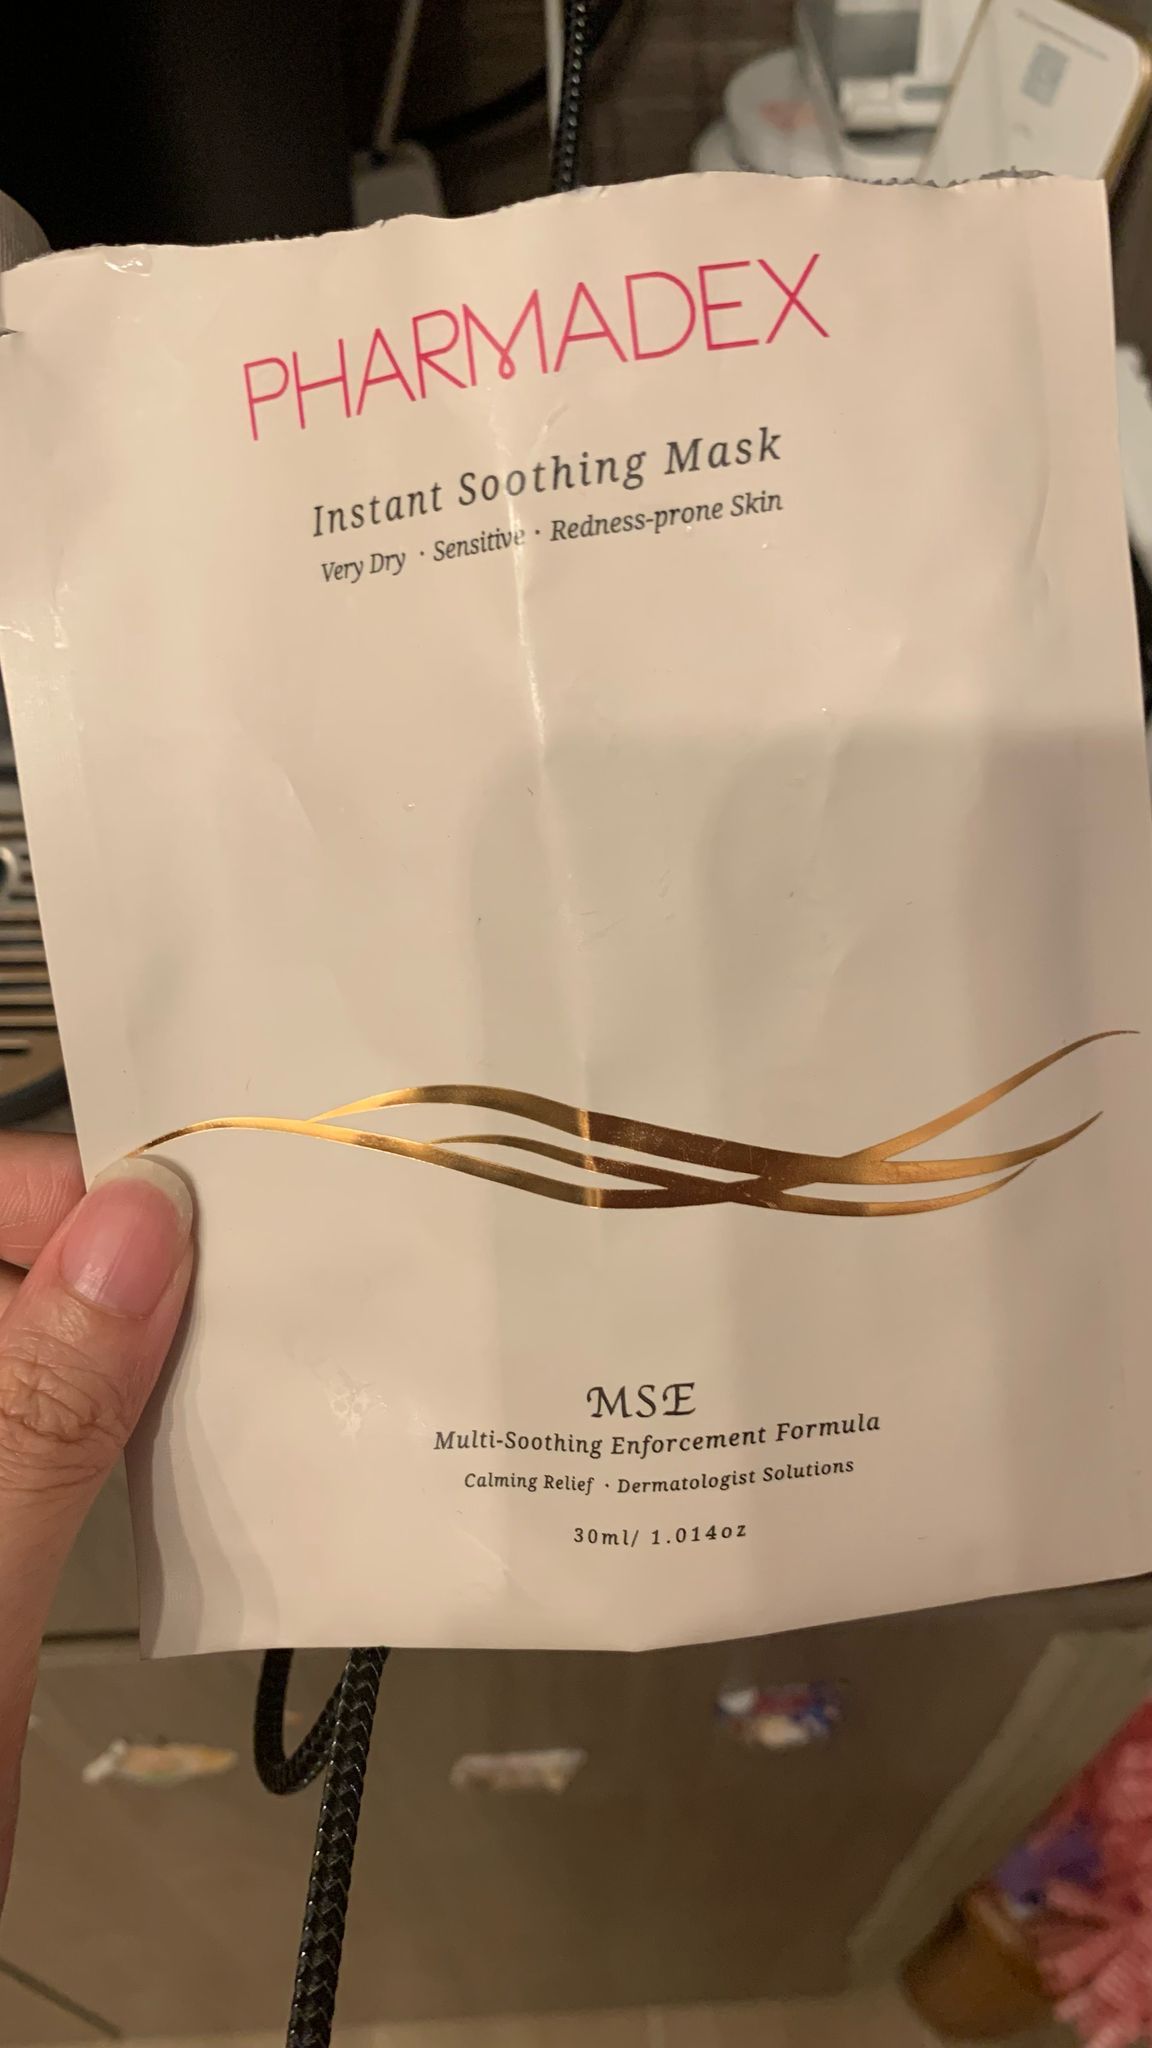 PHARMADEX
Instant Soothing Mask
Very Dry · Sensitive · Redness-prone Skin
MSE
Multi-Soothing Enforcement Formula
Calming Relief · Dermatologist Solutions
30ml/ 1.014oz